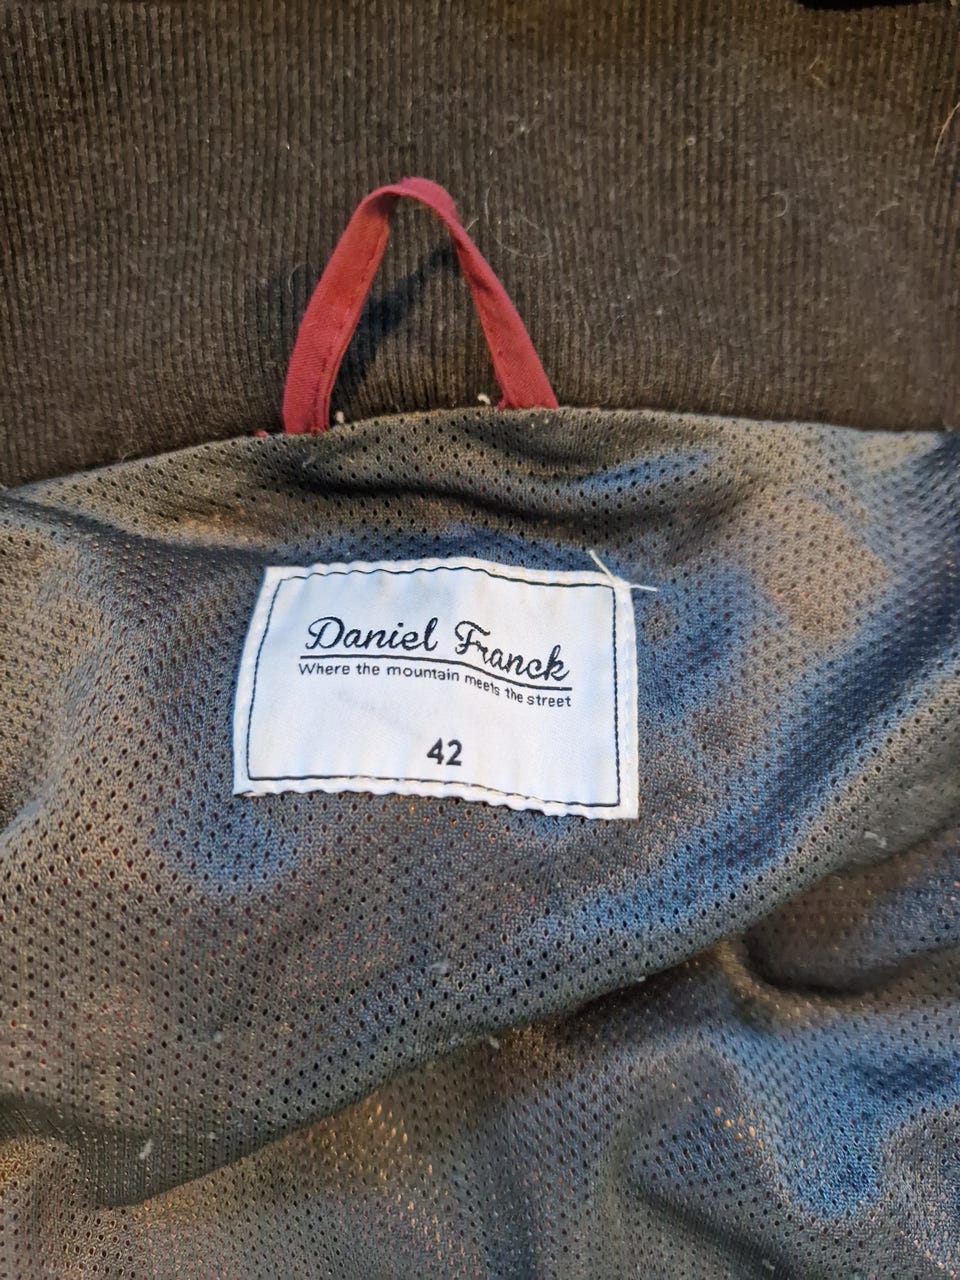 Daniel Franck
Where the mountain meets the street
42